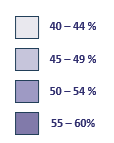 40 – 44 %
45 – 49 %
50 – 54 %
55 – 60%